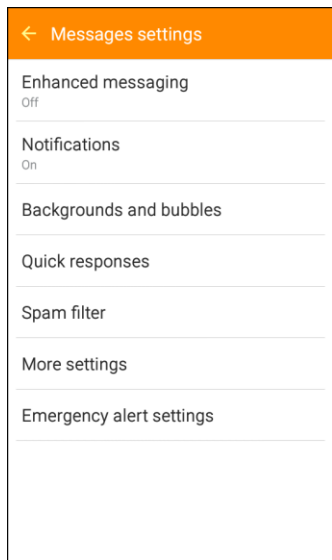 Messages settings
Enhanced messaging
Off
Notifications
On
Backgrounds and bubbles
Quick responses
Spam filter
More settings
Emergency alert settings